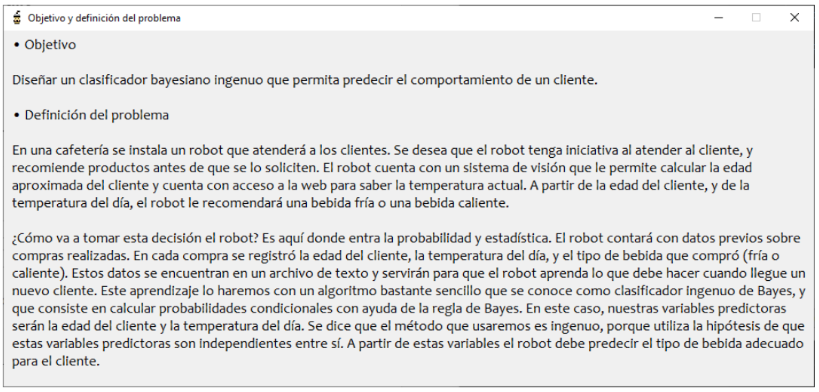 Objetivo y definición del problema
• Objetivo
Diseñar un clasificador bayesiano ingenuo que permita predecir el comportamiento de un cliente.
• Definición del problema
En una cafetería se instala un robot que atenderá a los clientes. Se desea que el robot tenga iniciativa al atender al cliente, y
recomiende productos antes de que se lo soliciten. El robot cuenta con un sistema de visión que le permite calcular la edad
aproximada del cliente y cuenta con acceso a la web para saber la temperatura actual. A partir de la edad del cliente, y de la
temperatura del día, el robot le recomendará una bebida fría o una bebida caliente.
¿Cómo va a tomar esta decisión el robot? Es aquí donde entra la probabilidad y estadística. El robot contará con datos previos sobre
compras realizadas. En cada compra se registró la edad del cliente, la temperatura del día, y el tipo de bebida que compró (fría o
caliente). Estos datos se encuentran en un archivo de texto y servirán para que el robot aprenda lo que debe hacer cuando llegue un
nuevo cliente. Este aprendizaje lo haremos con un algoritmo bastante sencillo que se conoce como clasificador ingenuo de Bayes, y
que consiste en calcular probabilidades condicionales con ayuda de la regla de Bayes. En este caso, nuestras variables predictoras
serán la edad del cliente y la temperatura del día. Se dice que el método que usaremos es ingenuo, porque utiliza la hipótesis de que
estas variables predictoras son independientes entre sí. A partir de estas variables el robot debe predecir el tipo de bebida adecuado
para el cliente.